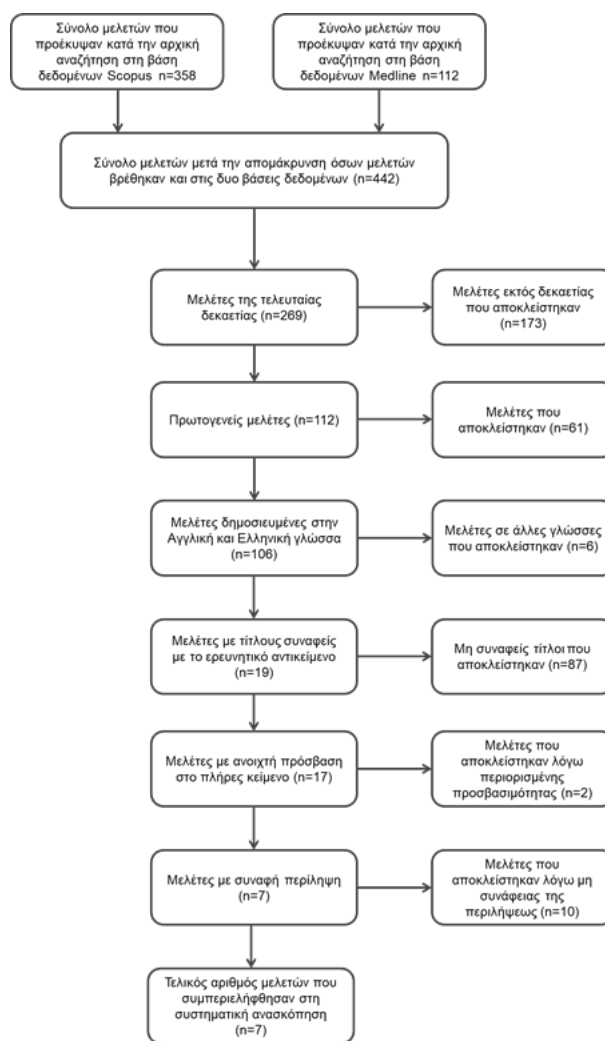 Σύνολο μελετών που
προέκυψαν κατά την αρχική
αναζήτηση στη βάση
δεδομένων Scopus n=358
Σύνολο μελετών που
προέκυψαν κατά την αρχική
αναζήτηση στη βάση
δεδομένων Medline n=112
Σύνολο μελετών μετά την απομάκρυνση όσων μελετών
βρέθηκαν και στις δυο βάσεις δεδομένων (n=442)
Μελέτες της τελευταίας
δεκαετίας (n=269)
Μελέτες εκτός δεκαετίας
που αποκλείστηκαν
(n=173)
Πρωτογενείς μελέτες (n=112)
Μελέτες που
αποκλείστηκαν (n=61)
Μελέτες δημοσιευμένες στην
Αγγλική και Ελληνική γλώσσα
(n=106)
Μελέτες σε άλλες γλώσσες
που αποκλείστηκαν (n=6)
Μελέτες με τίτλους συναφείς
με το ερευνητικό αντικείμενο
(n=19)
Μη συναφείς τίτλοι που
αποκλείστηκαν (n=87)
Μελέτες με ανοιχτή πρόσβαση
στο πλήρες κείμενο (n=17)
Μελέτες που
αποκλείστηκαν λόγω
περιορισμένης
προσβασιμότητας (n=2)
Μελέτες με συναφή περίληψη
(n=7)
Μελέτες που
αποκλείστηκαν λόγω μη
συνάφειας της
περιλήψεως (n=10)
Τελικός αριθμός μελετών που
συμπεριελήφθησαν στη
συστηματική ανασκόπηση
(n=7)